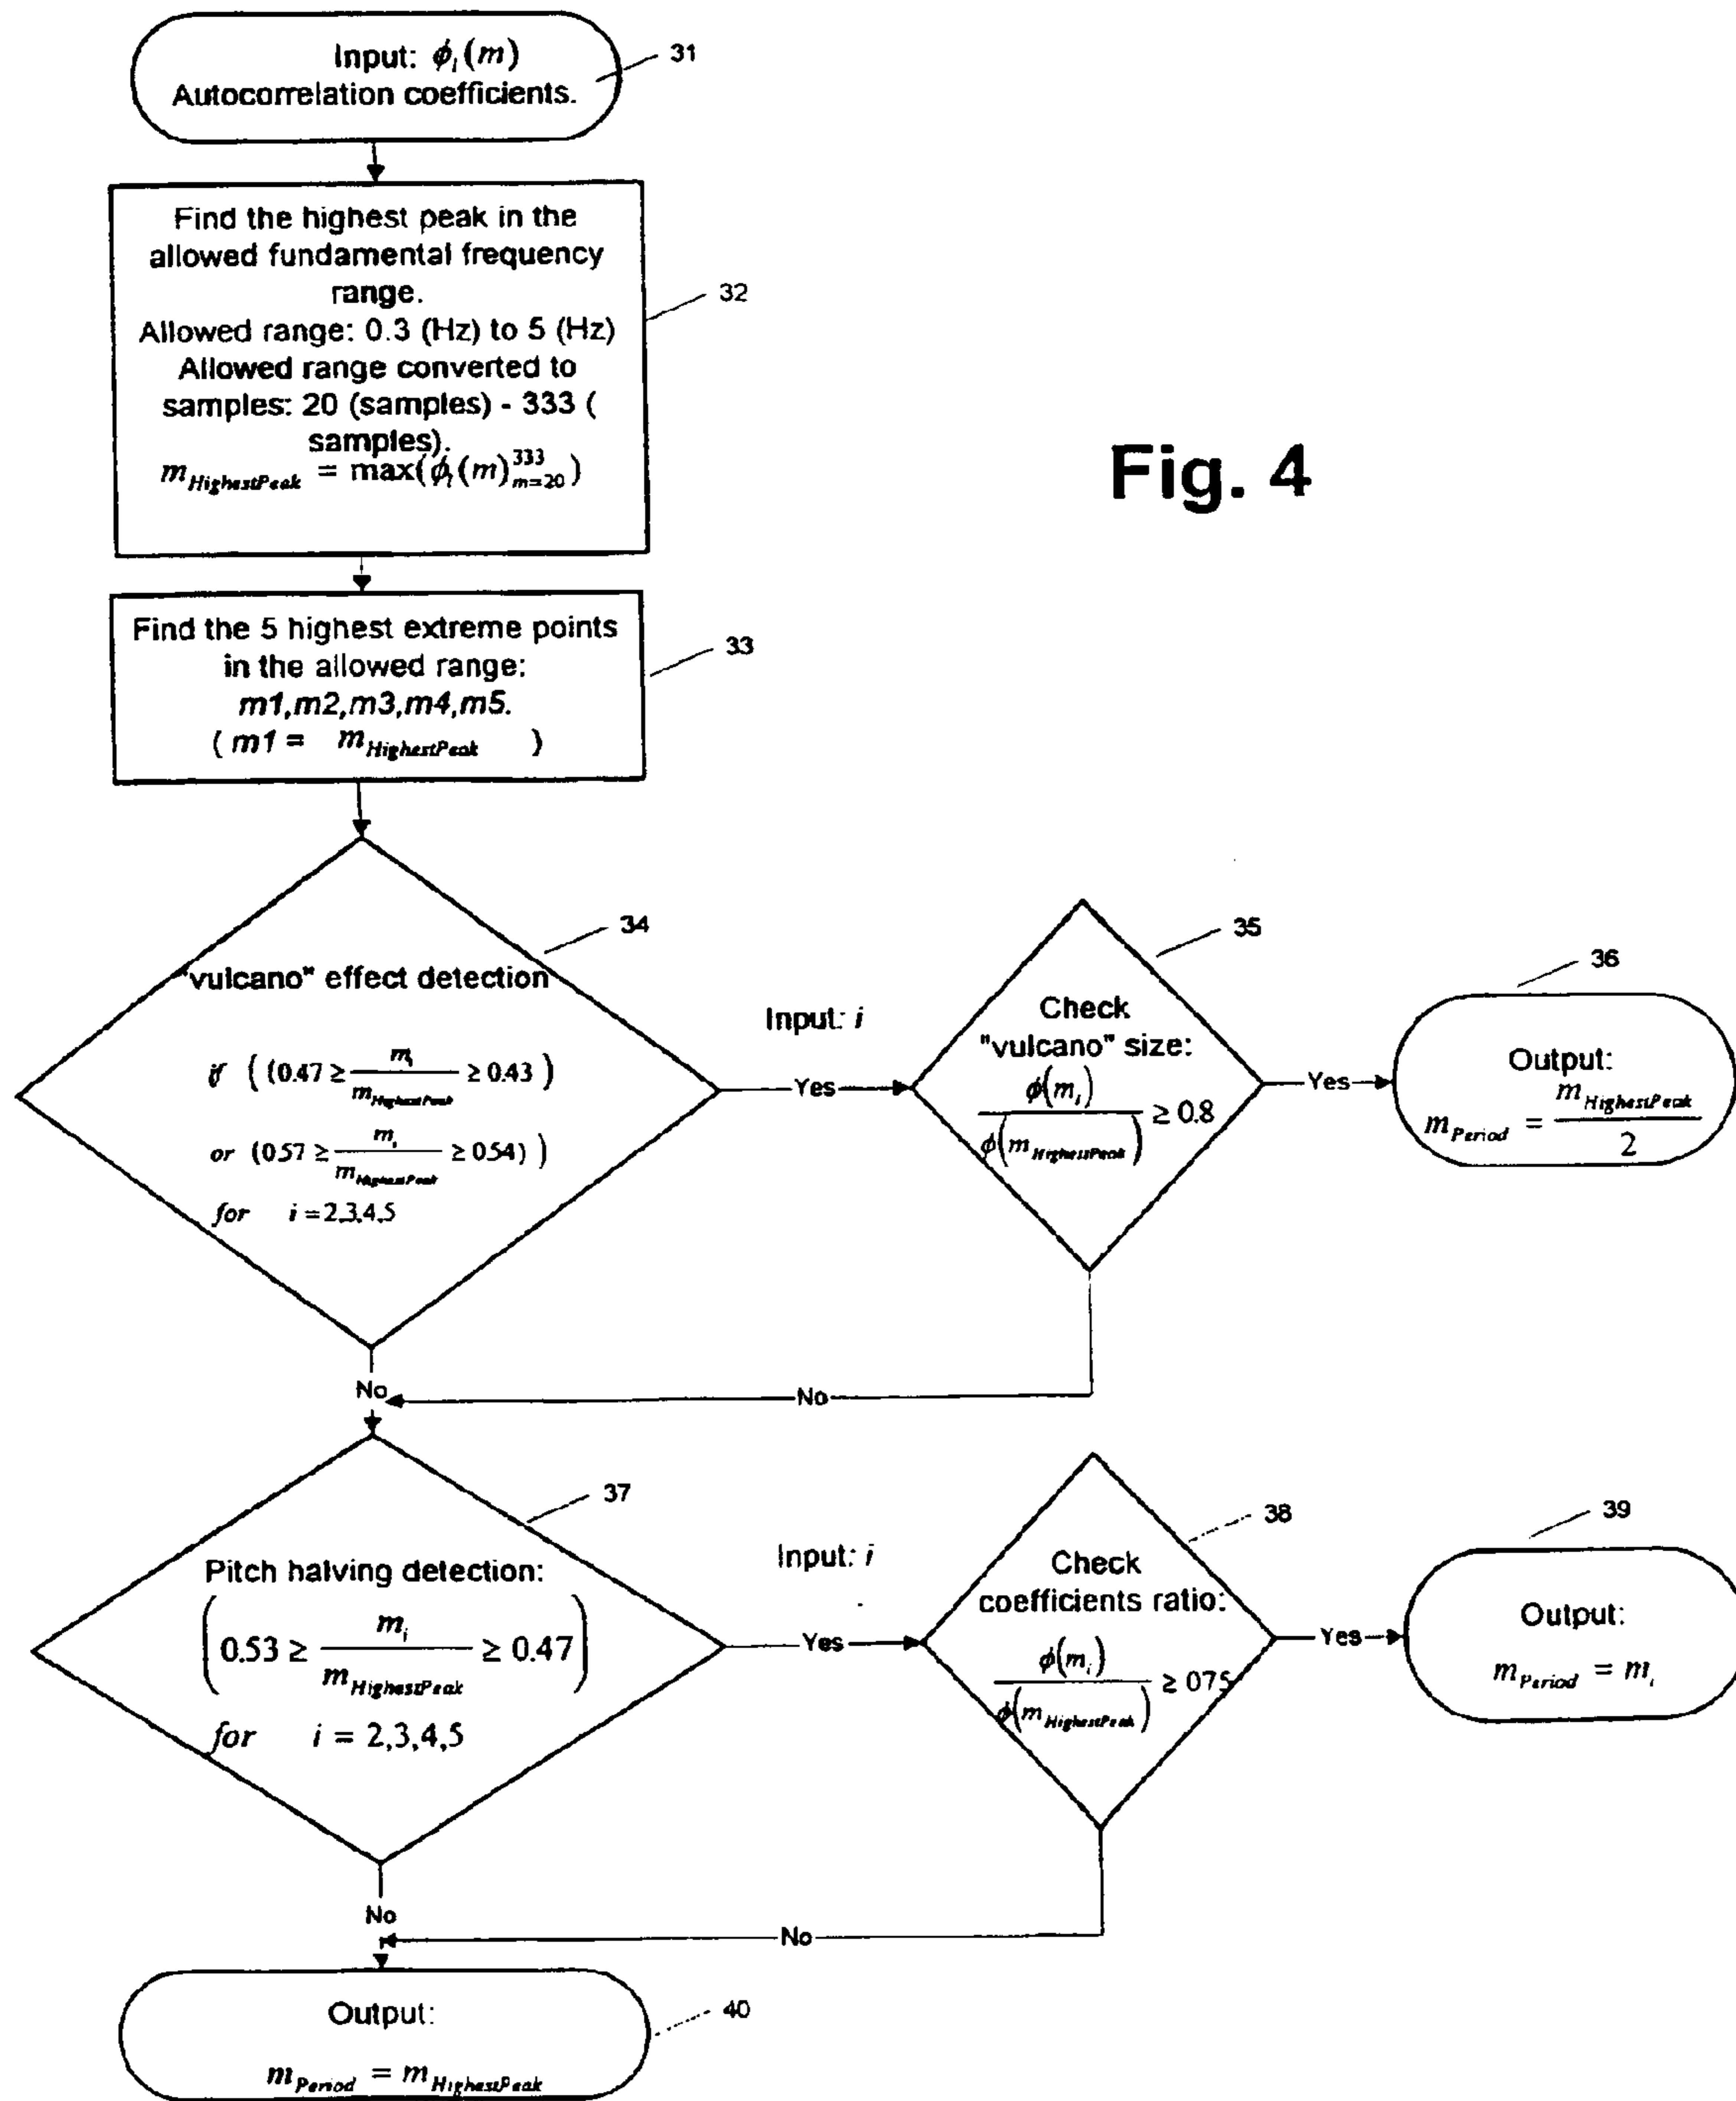 Input: ϕ_i(m)
Autocorrelation coefficients.
31
Find the highest peak in the
allowed fundamental frequency
range.
Allowed range: 0.3 (Hz) to 5 (Hz)
Allowed range converted to
samples: 20 (samples) - 333 (
samples).
m_HighestPeak = max(ϕ_i(m)_{m=20}^{333})
32
Fig. 4
Find the 5 highest extreme points
in the allowed range:
m1,m2,m3,m4,m5.
( m1 = m_HighestPeak )
33
"vulcano" effect detection
if ( (0.47 ≥ m_i / m_HighestPeak ≥ 0.43 )
or (0.57 ≥ m_i / m_HighestPeak ≥ 0.54) )
for i = 2,3,4,5
34
Input: i
Yes
Check
"vulcano" size:
ϕ(m_i) / ϕ(m_HighestPeak) ≥ 0.8
35
Yes
Output:
m_Period = m_HighestPeak / 2
36
No
No
Pitch halving detection:
( 0.53 ≥ m_i / m_HighestPeak ≥ 0.47 )
for i = 2,3,4,5
37
Input: i
Yes
Check
coefficients ratio:
ϕ(m_i) / ϕ(m_HighestPeak) ≥ 075
38
Yes
Output:
m_Period = m_i
39
No
No
Output:
m_Period = m_HighestPeak
40